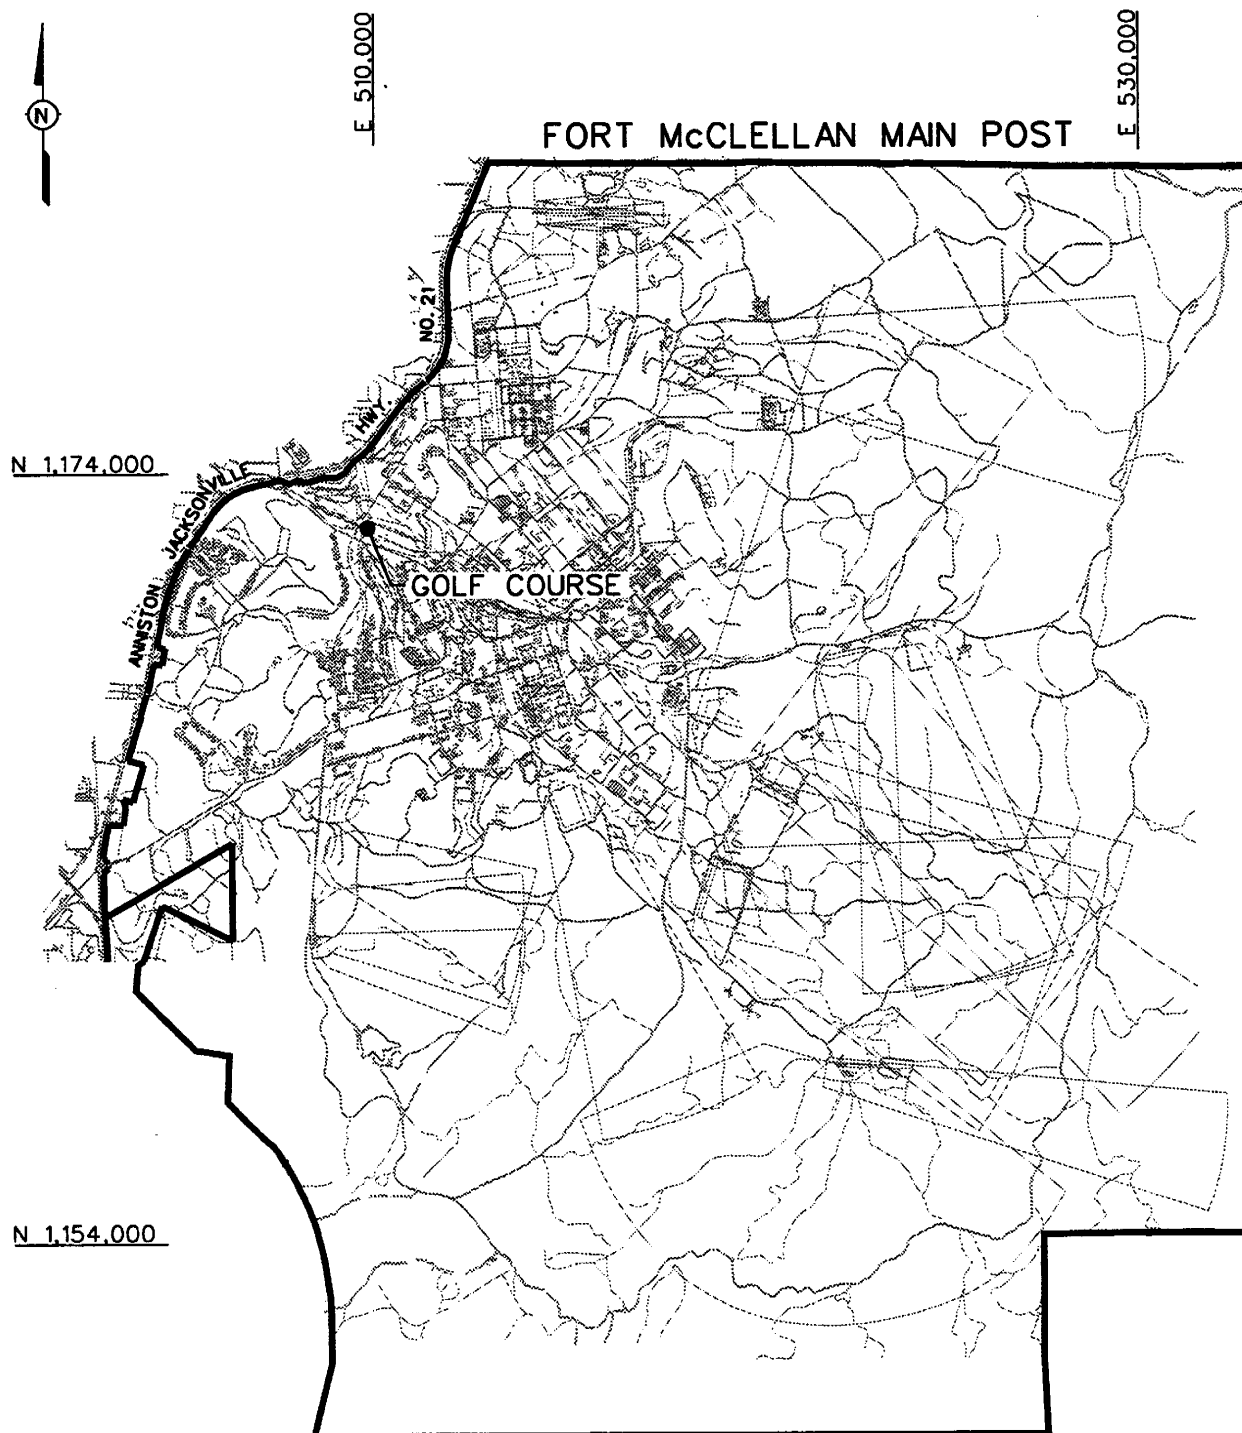 E 510,000
E 530,000
N
FORT McCLELLAN MAIN POST
NO. 21
HWY.
N 1,174,000
JACKSONVILLE
ANNISTON
GOLF COURSE
N 1,154,000